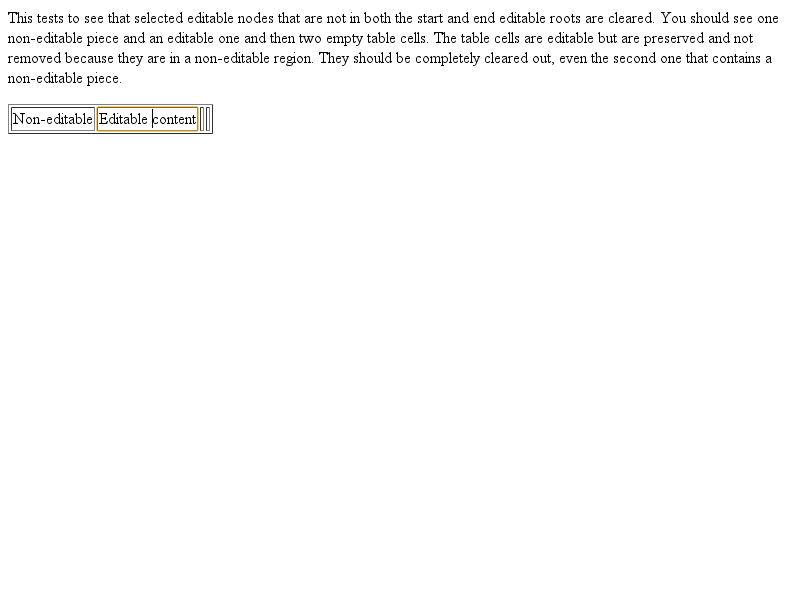 This tests to see that selected editable nodes that are not in both the start and end editable roots are cleared. You should see one
non-editable piece and an editable one and then two empty table cells. The table cells are editable but are preserved and not
removed because they are in a non-editable region. They should be completely cleared out, even the second one that contains a
non-editable piece.
Non-editable Editable content